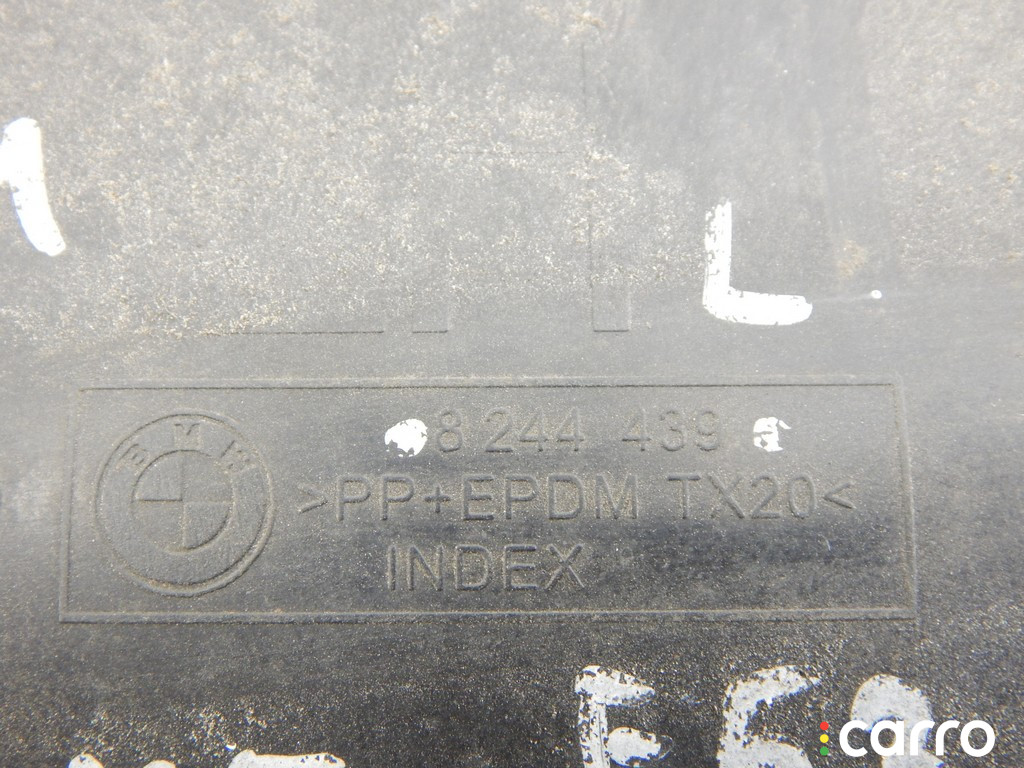 L
8 244 439
BMW
>PP+EPDM TX20<
INDEX
carro